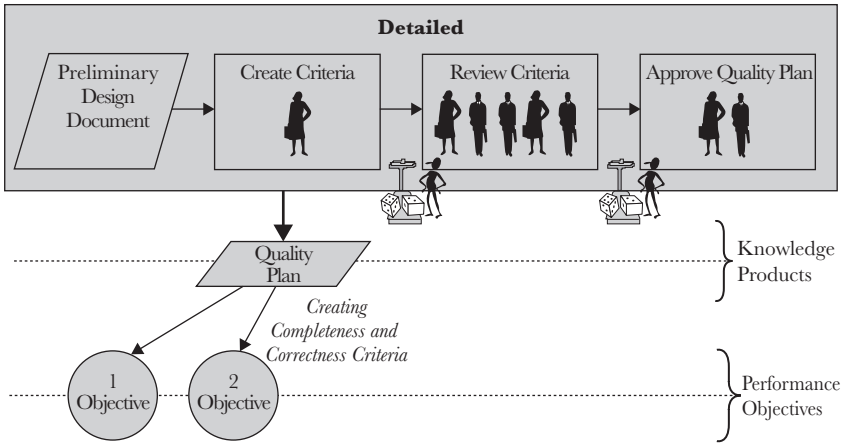 Detailed
Preliminary
Design
Document
Create Criteria
Review Criteria
Approve Quality Plan
Quality
Plan
Knowledge
Products
Creating
Completeness and
Correctness Criteria
1
Objective
2
Objective
Performance
Objectives